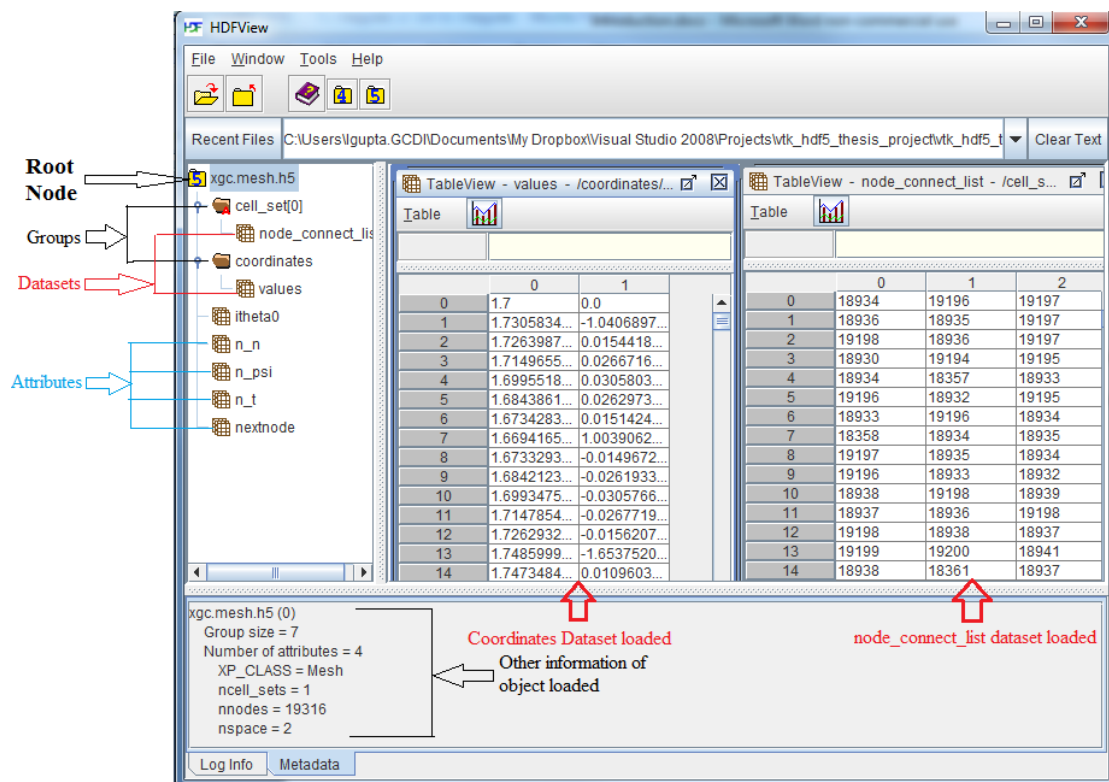 HDFView
File Window Tools Help
4 5
Recent Files C:\Users\lgupta.GCDI\Documents\My Dropbox\Visual Studio 2008\Projects\vtk_hdf5_thesis_project\vtk_hdf5_t Clear Text
Root
Node
Groups
Datasets
Attributes
5 xgc.mesh.h5
cell_set[0]
node_connect_lis
coordinates
values
itheta0
n_n
n_psi
n_t
nextnode
TableView - values - /coordinates/...
Table
0 1
0 1.7 0.0
1 1.7305834... -1.0406897...
2 1.7263987... 0.0154418...
3 1.7149655... 0.0266716...
4 1.6995518... 0.0305803...
5 1.6843861... 0.0262973...
6 1.6734283... 0.0151424...
7 1.6694165... 1.0039062...
8 1.6733293... -0.0149672...
9 1.6842123... -0.0261933...
10 1.6993475... -0.0305766...
11 1.7147854... -0.0267719...
12 1.7262932... -0.0156207...
13 1.7485999... -1.6537520...
14 1.7473484... 0.0109603...
TableView - node_connect_list - /cell_s...
Table
0 1 2
0 18934 19196 19197
1 18936 18935 19197
2 19198 18936 19197
3 18930 19194 19195
4 18934 18357 18933
5 19196 18932 19195
6 18933 19196 18934
7 18358 18934 18935
8 19197 18935 18934
9 19196 18933 18932
10 18938 19198 18939
11 18937 18936 19198
12 19198 18938 18937
13 19199 19200 18941
14 18938 18361 18937
xgc.mesh.h5 (0)
Group size = 7
Number of attributes = 4
XP_CLASS = Mesh
ncell_sets = 1
nnodes = 19316
nspace = 2
Coordinates Dataset loaded
Other information of
object loaded
node_connect_list dataset loaded
Log Info Metadata